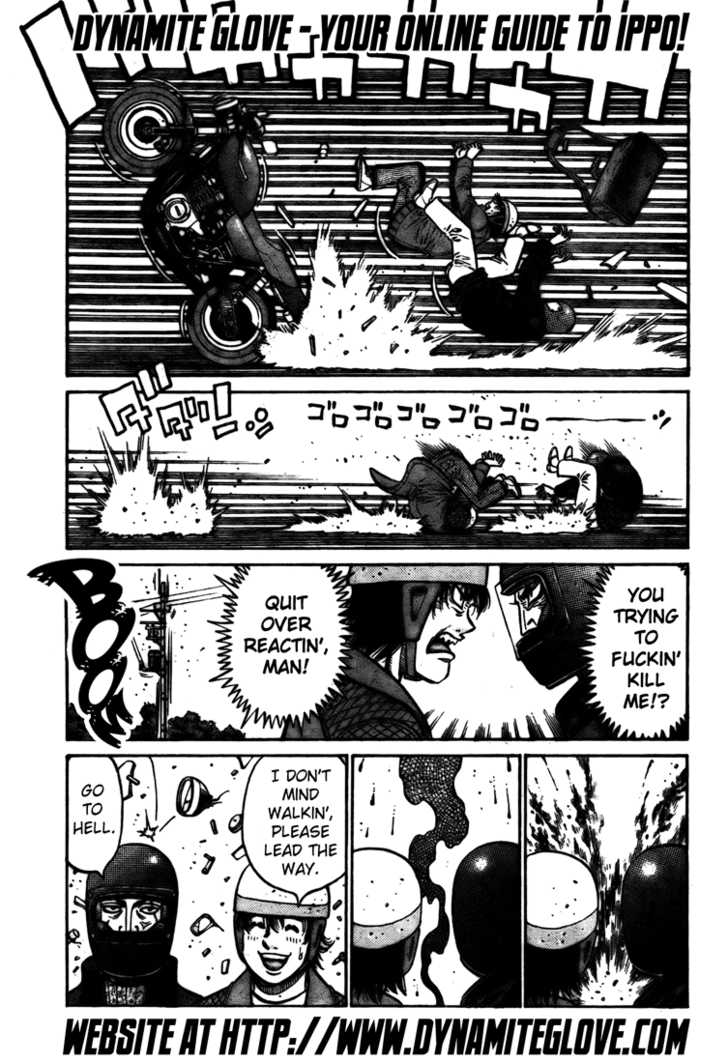 DYNAMITE GLOVE - YOUR ONLINE GUIDE TO IPPO!
ゴロゴロゴロゴロゴロ
YOU
TRYING
TO
FUCKIN'
KILL
ME!?
QUIT
OVER
REACTIN',
MAN!
BOOM
I DON'T
MIND
WALKIN',
PLEASE
LEAD THE
WAY.
GO
TO
HELL.
WEBSITE AT HTTP://WWW.DYNAMITEGLOVE.COM